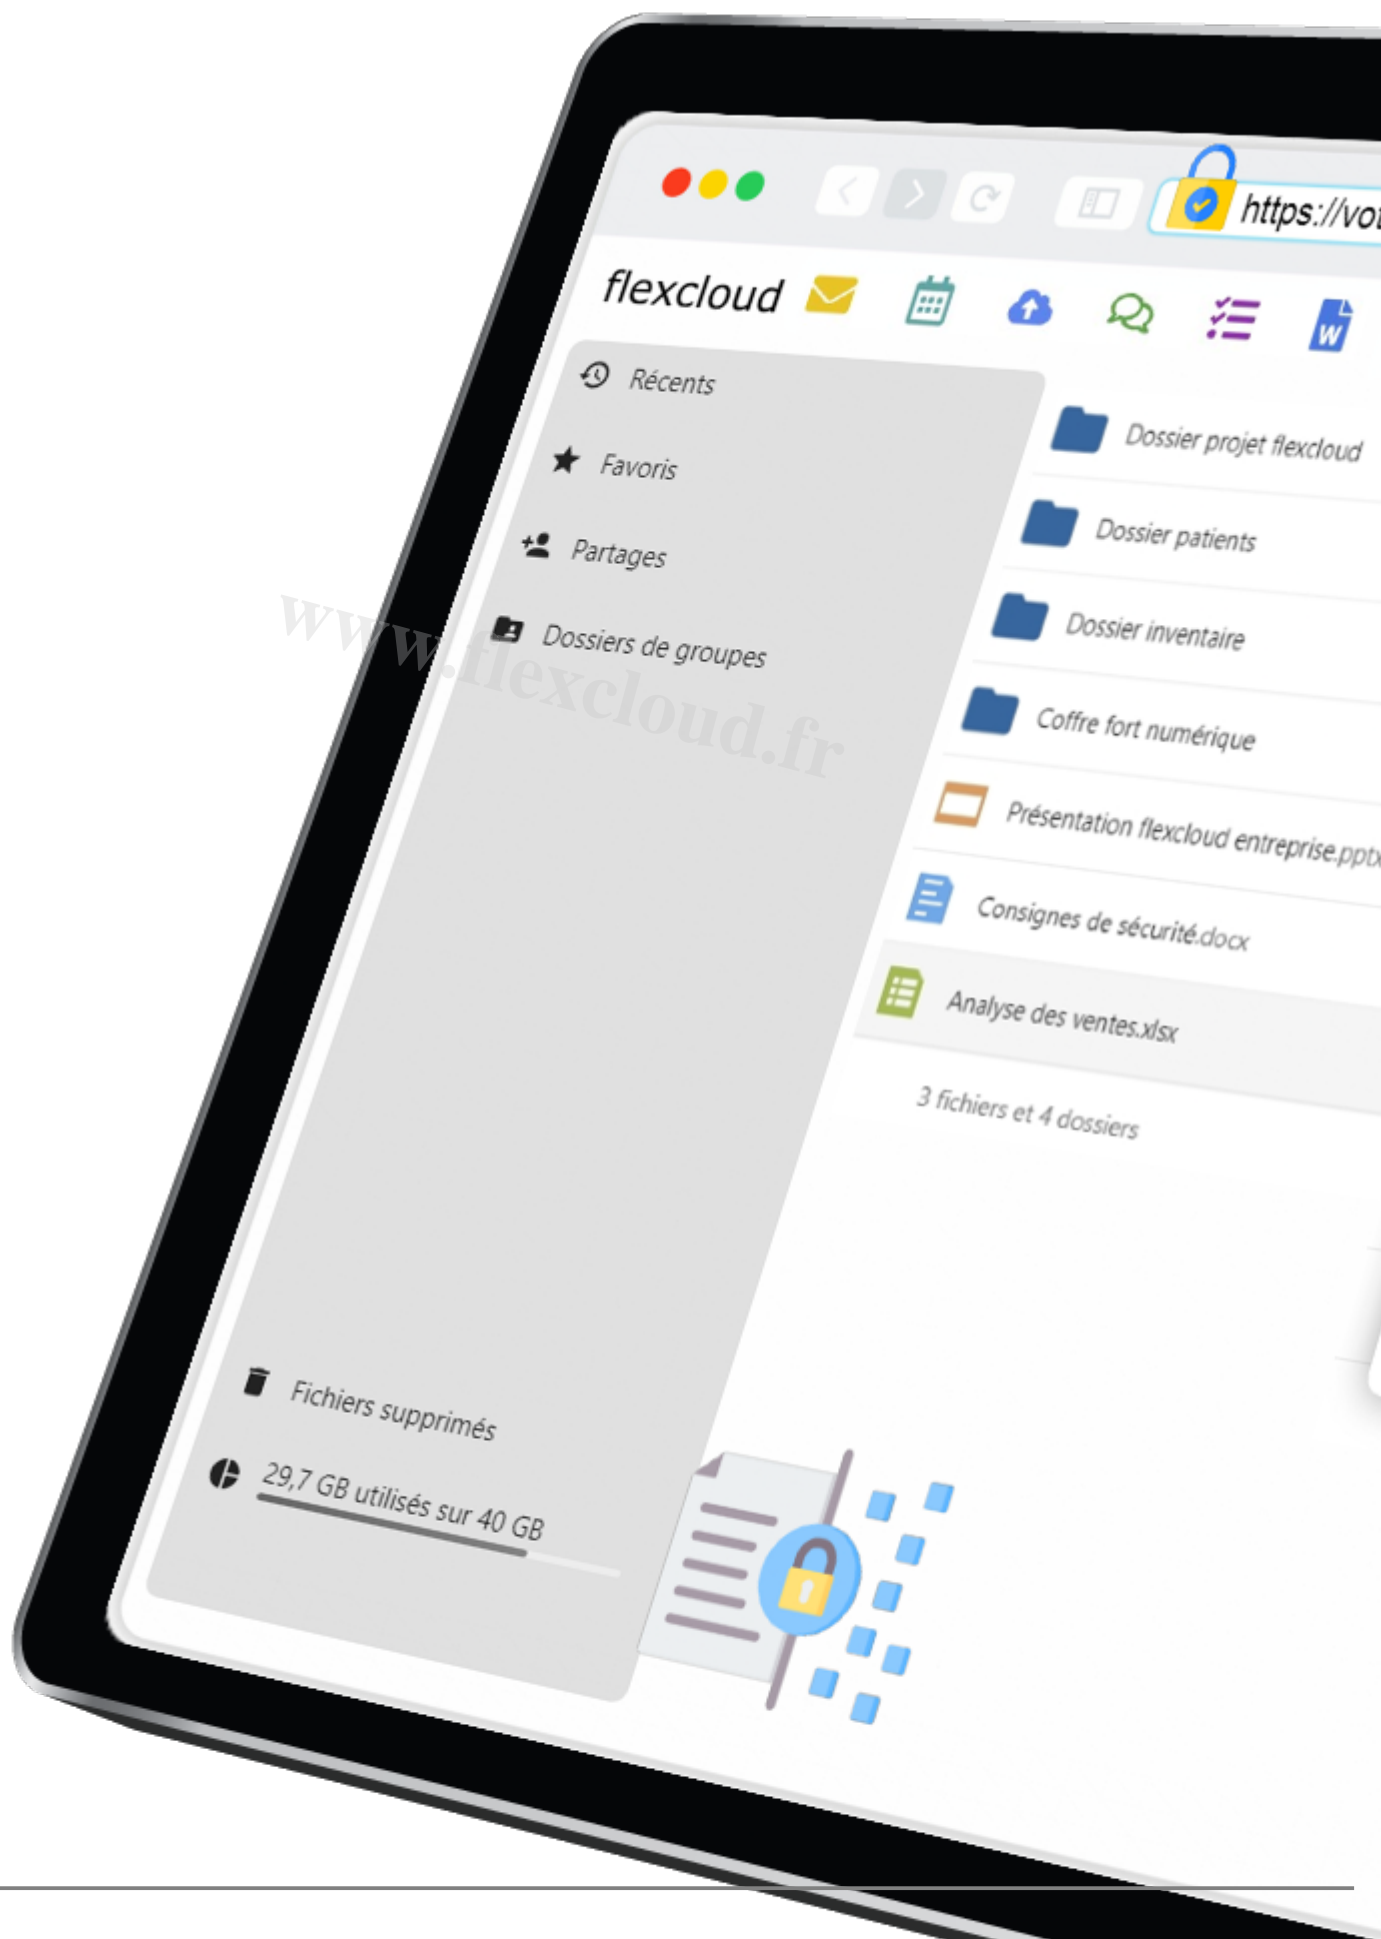 https://vot
flexcloud
W
Récents
Favoris
Partages
Dossiers de groupes
www.flexcloud.fr
Dossier projet flexcloud
Dossier patients
Dossier inventaire
Coffre fort numérique
Présentation flexcloud entreprise.pptx
Consignes de sécurité.docx
Analyse des ventes.xlsx
3 fichiers et 4 dossiers
Fichiers supprimés
29,7 GB utilisés sur 40 GB